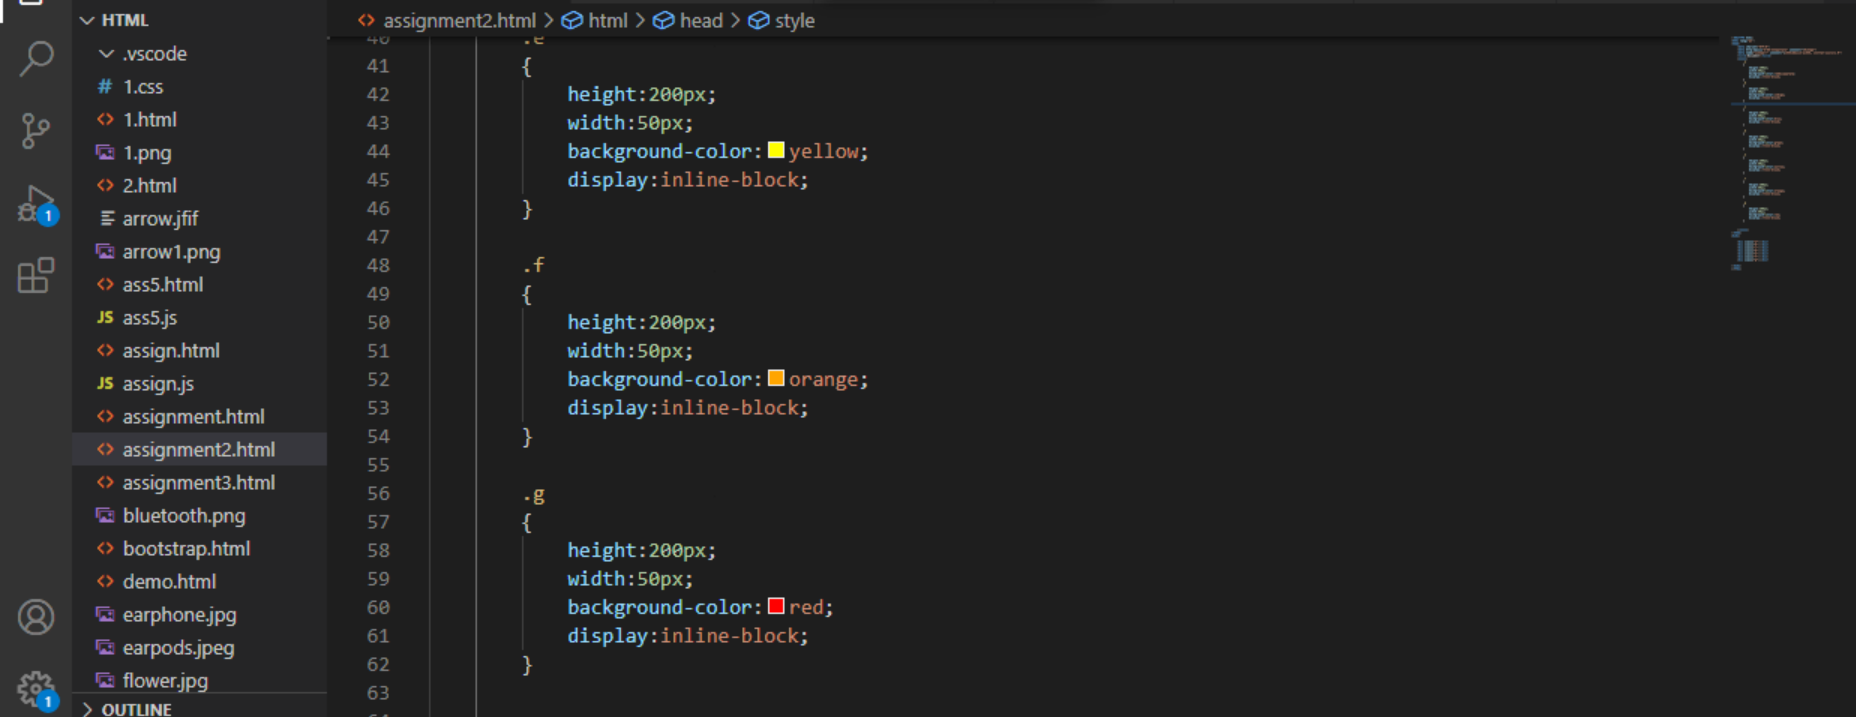 HTML
.vscode
# 1.css
<> 1.html
1.png
<> 2.html
arrow.jfif
arrow1.png
<> ass5.html
JS ass5.js
<> assign.html
JS assign.js
<> assignment.html
<> assignment2.html
<> assignment3.html
bluetooth.png
<> bootstrap.html
<> demo.html
earphone.jpg
earpods.jpeg
flower.jpg
> OUTLINE
1
1
<> assignment2.html > html > head > style
40 .e
41 {
42 height:200px;
43 width:50px;
44 background-color: yellow;
45 display:inline-block;
46 }
47
48 .f
49 {
50 height:200px;
51 width:50px;
52 background-color: orange;
53 display:inline-block;
54 }
55
56 .g
57 {
58 height:200px;
59 width:50px;
60 background-color: red;
61 display:inline-block;
62 }
63